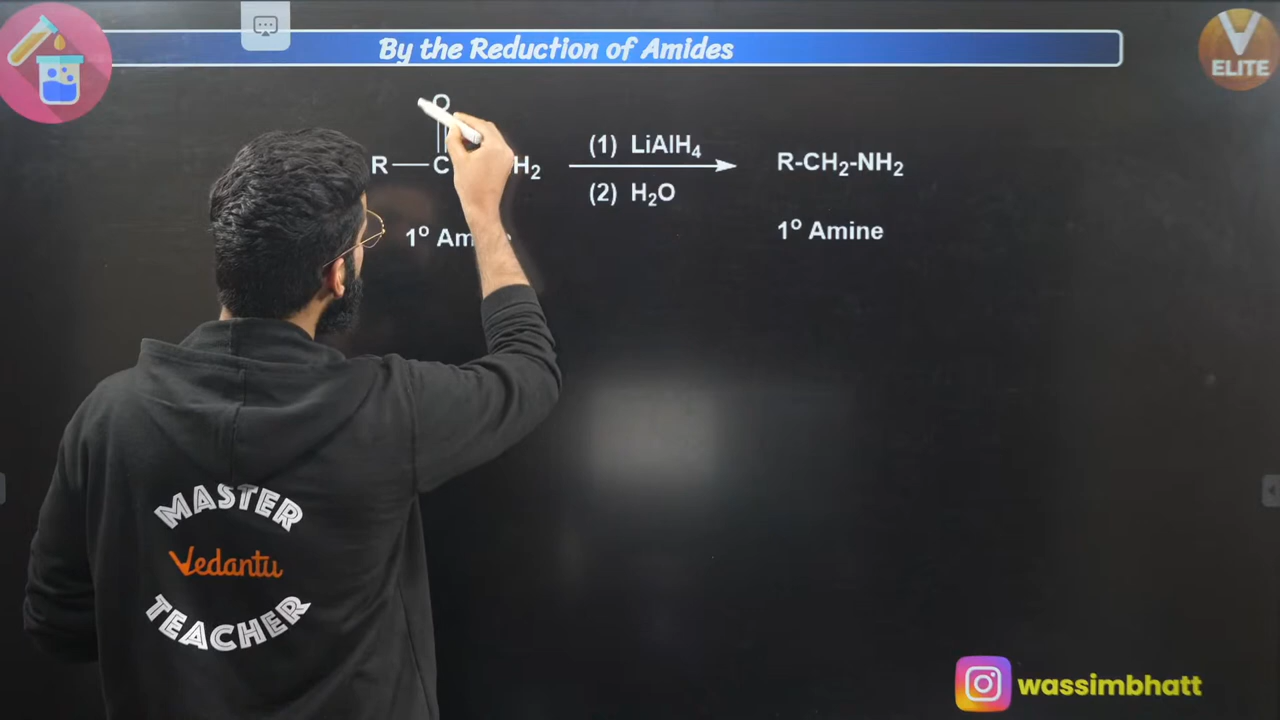 By the Reduction of Amides
ELITE
O
R — C H₂
(1) LiAlH₄
(2) H₂O
R-CH₂-NH₂
1° Am
1° Amine
MASTER
Vedantu
TEACHER
wassimbhatt